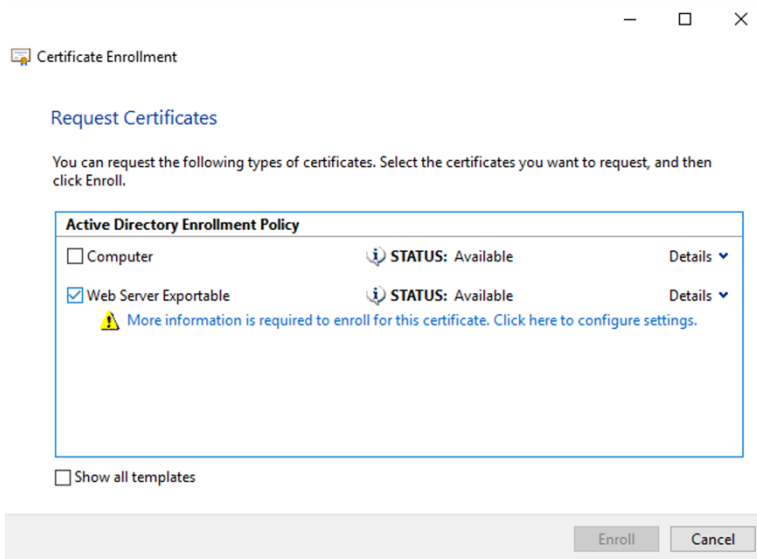 Certificate Enrollment
Request Certificates
You can request the following types of certificates. Select the certificates you want to request, and then
click Enroll.
Active Directory Enrollment Policy
Computer STATUS: Available Details
Web Server Exportable STATUS: Available Details
More information is required to enroll for this certificate. Click here to configure settings.
Show all templates
Enroll Cancel